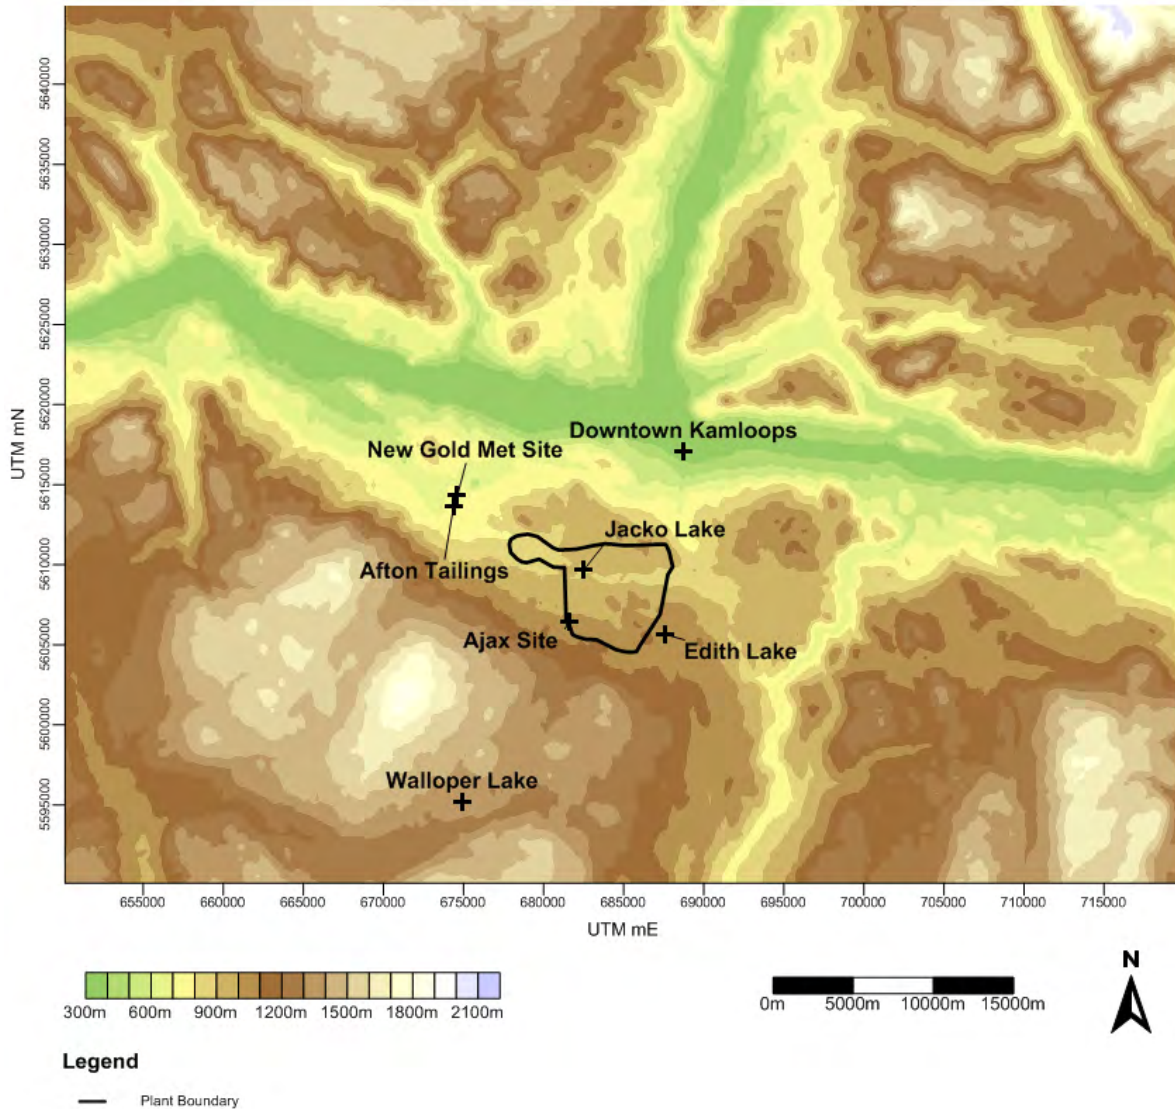 5640000
5635000
5630000
5625000
5620000
5615000
5610000
5605000
5600000
5595000
UTM mN
Downtown Kamloops
New Gold Met Site
Jacko Lake
Afton Tailings
Ajax Site
Edith Lake
Walloper Lake
655000 660000 665000 670000 675000 680000 685000 690000 695000 700000 705000 710000 715000
UTM mE
300m 600m 900m 1200m 1500m 1800m 2100m
0m 5000m 10000m 15000m
N
Legend
Plant Boundary